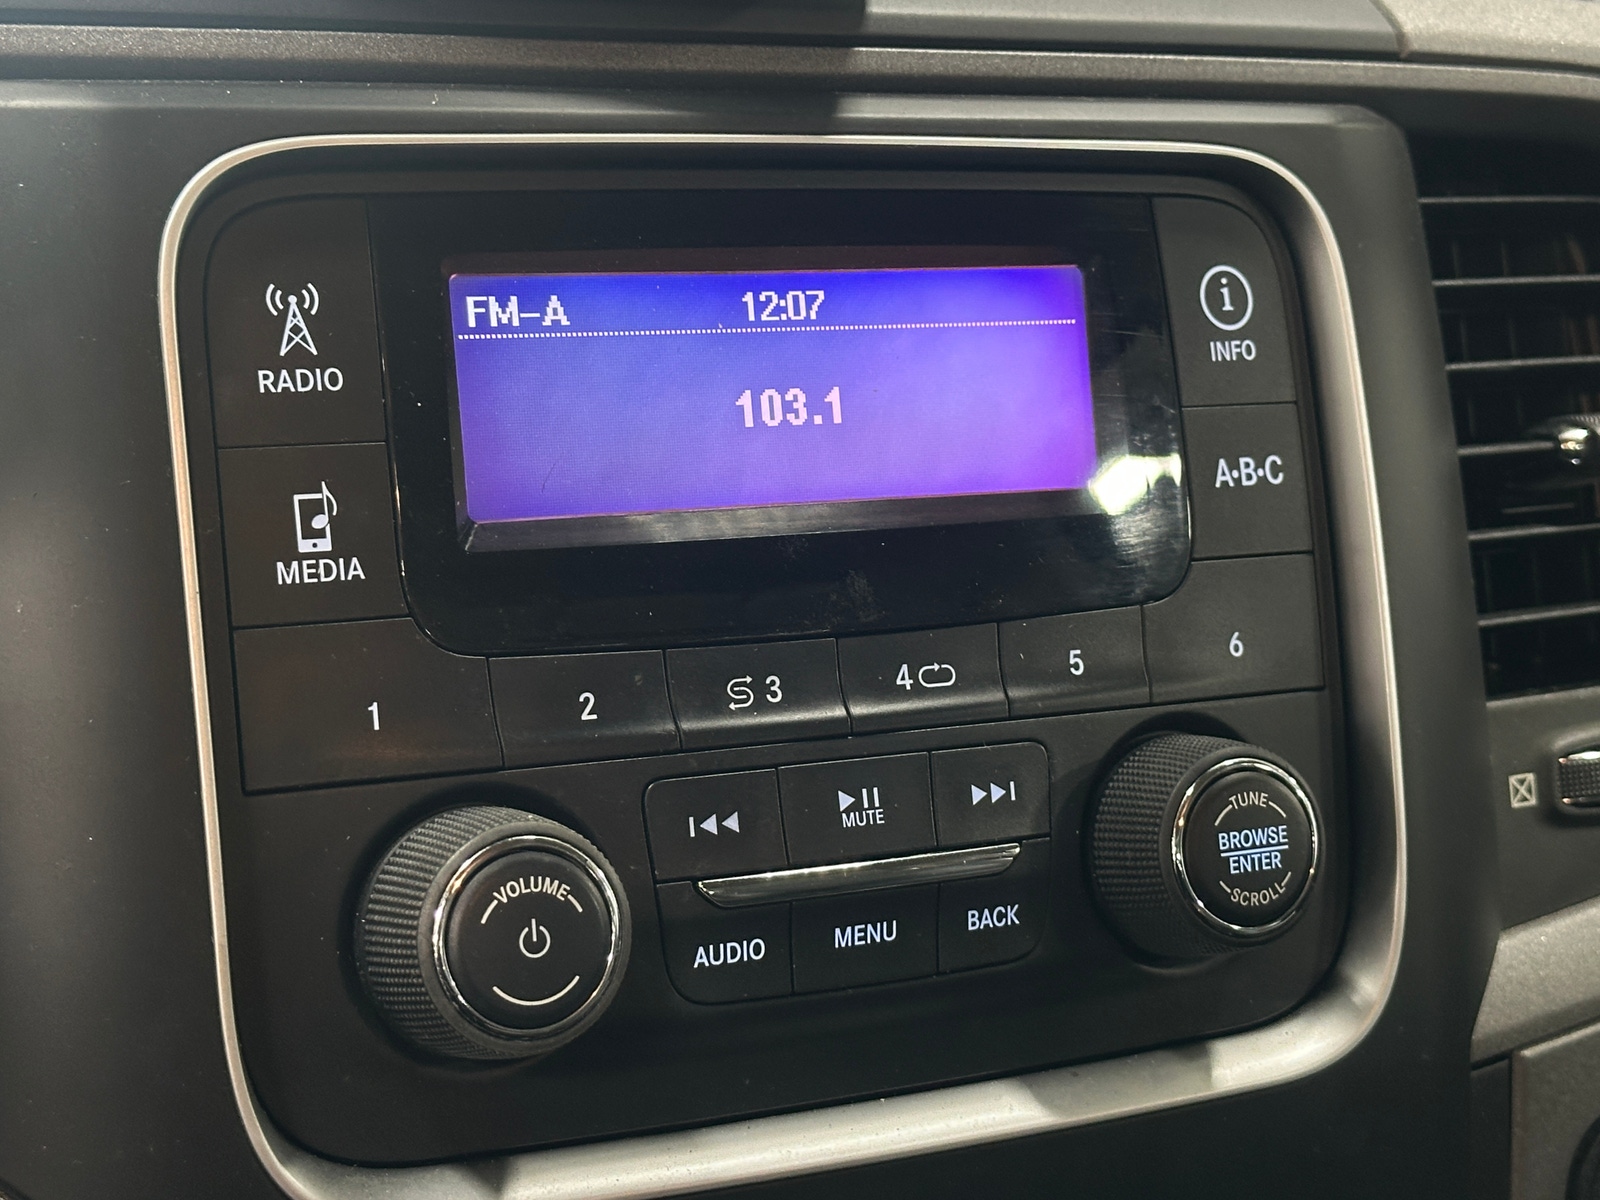 FM-A 12:07
103.1
RADIO
MEDIA
i
INFO
A·B·C
1 2 3 4 5 6
MUTE
AUDIO MENU BACK
VOLUME
TUNE
BROWSE
ENTER
SCROLL